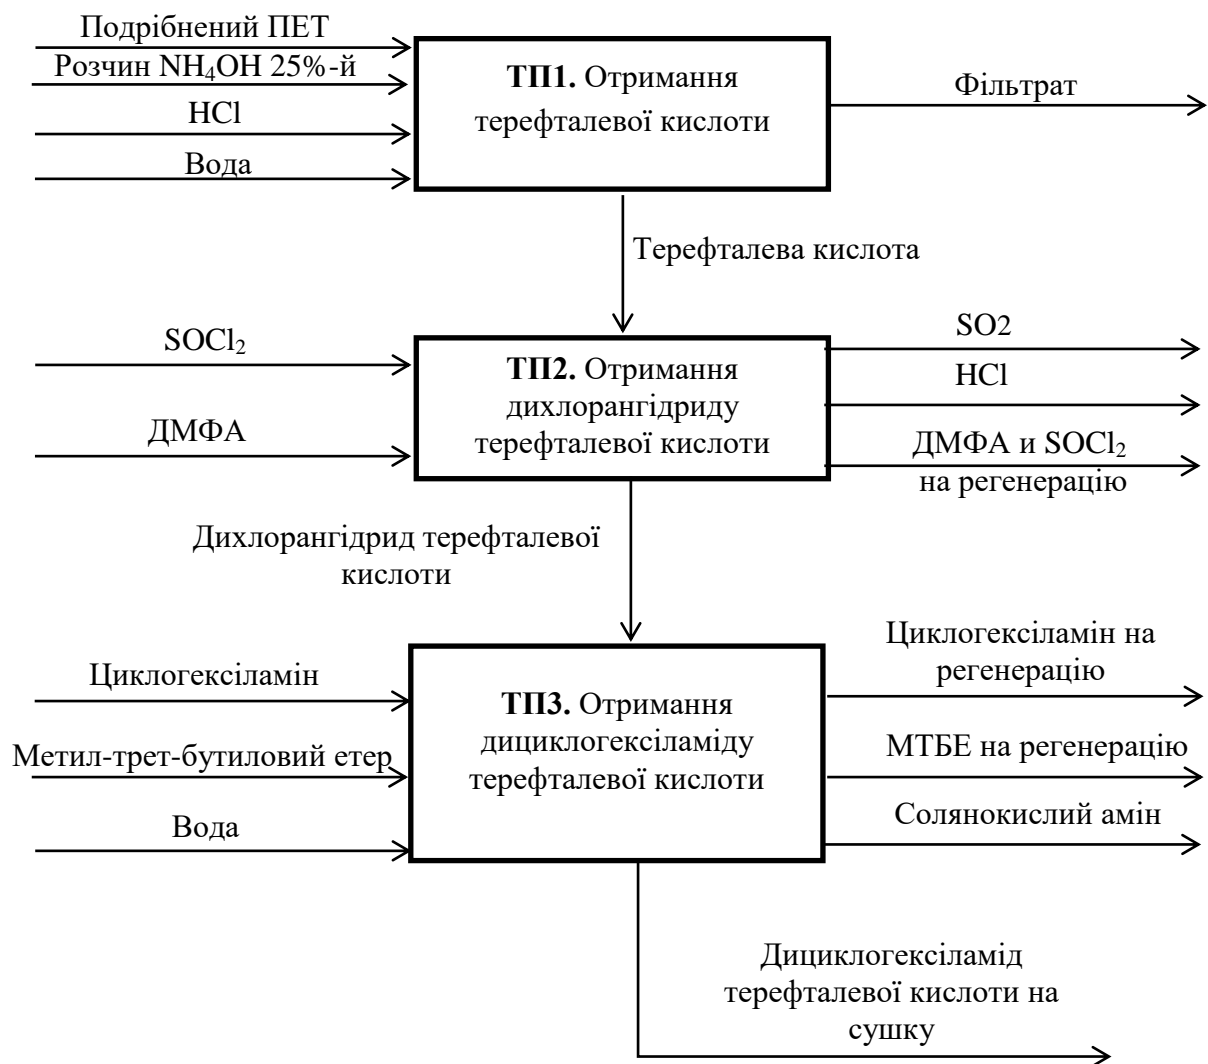 Подрібнений ПЕТ
Розчин NH₄OH 25%-й
HCl
Вода
ТП1. Отримання
терефталевої кислоти
Фільтрат
Терефталева кислота
SOCl₂
ДМФА
ТП2. Отримання
дихлорангідриду
терефталевої кислоти
SO2
HCl
ДМФА и SOCl₂
на регенерацію
Дихлорангідрид терефталевої
кислоти
Циклогексіламін
Метил-трет-бутиловий етер
Вода
ТП3. Отримання
дициклогексіламіду
терефталевої кислоти
Циклогексіламін на
регенерацію
МТБЕ на регенерацію
Солянокислий амін
Дициклогексіламід
терефталевої кислоти на
сушку